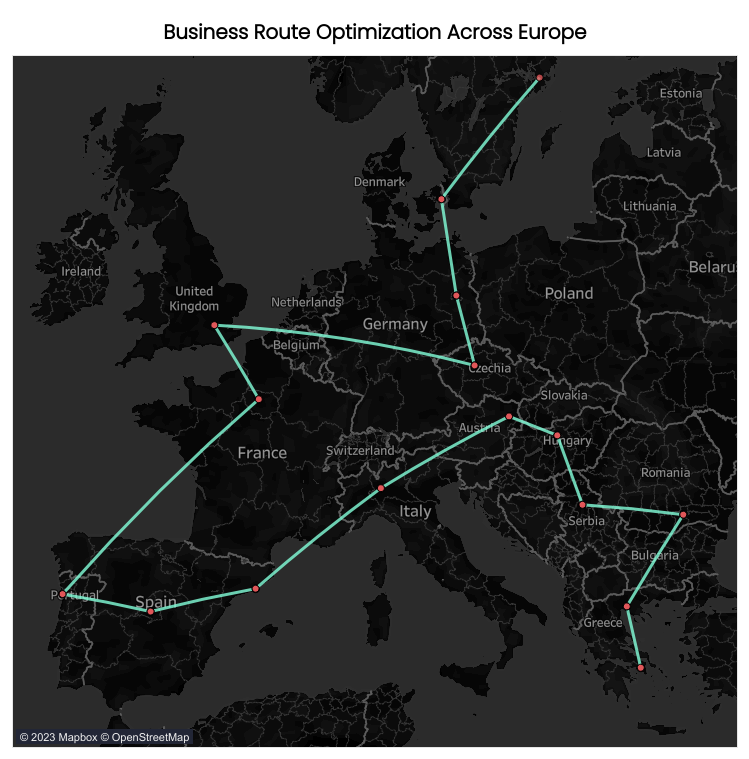 Business Route Optimization Across Europe
Estonia
Latvia
Denmark
Lithuania
Belaru
Ireland
United
Kingdom
Netherlands
Poland
Germany
Belgium
Czechia
Slovakia
Austria
Hungary
France
Switzerland
Romania
Italy
Serbia
Bulgaria
Portugal
Spain
Greece
© 2023 Mapbox © OpenStreetMap